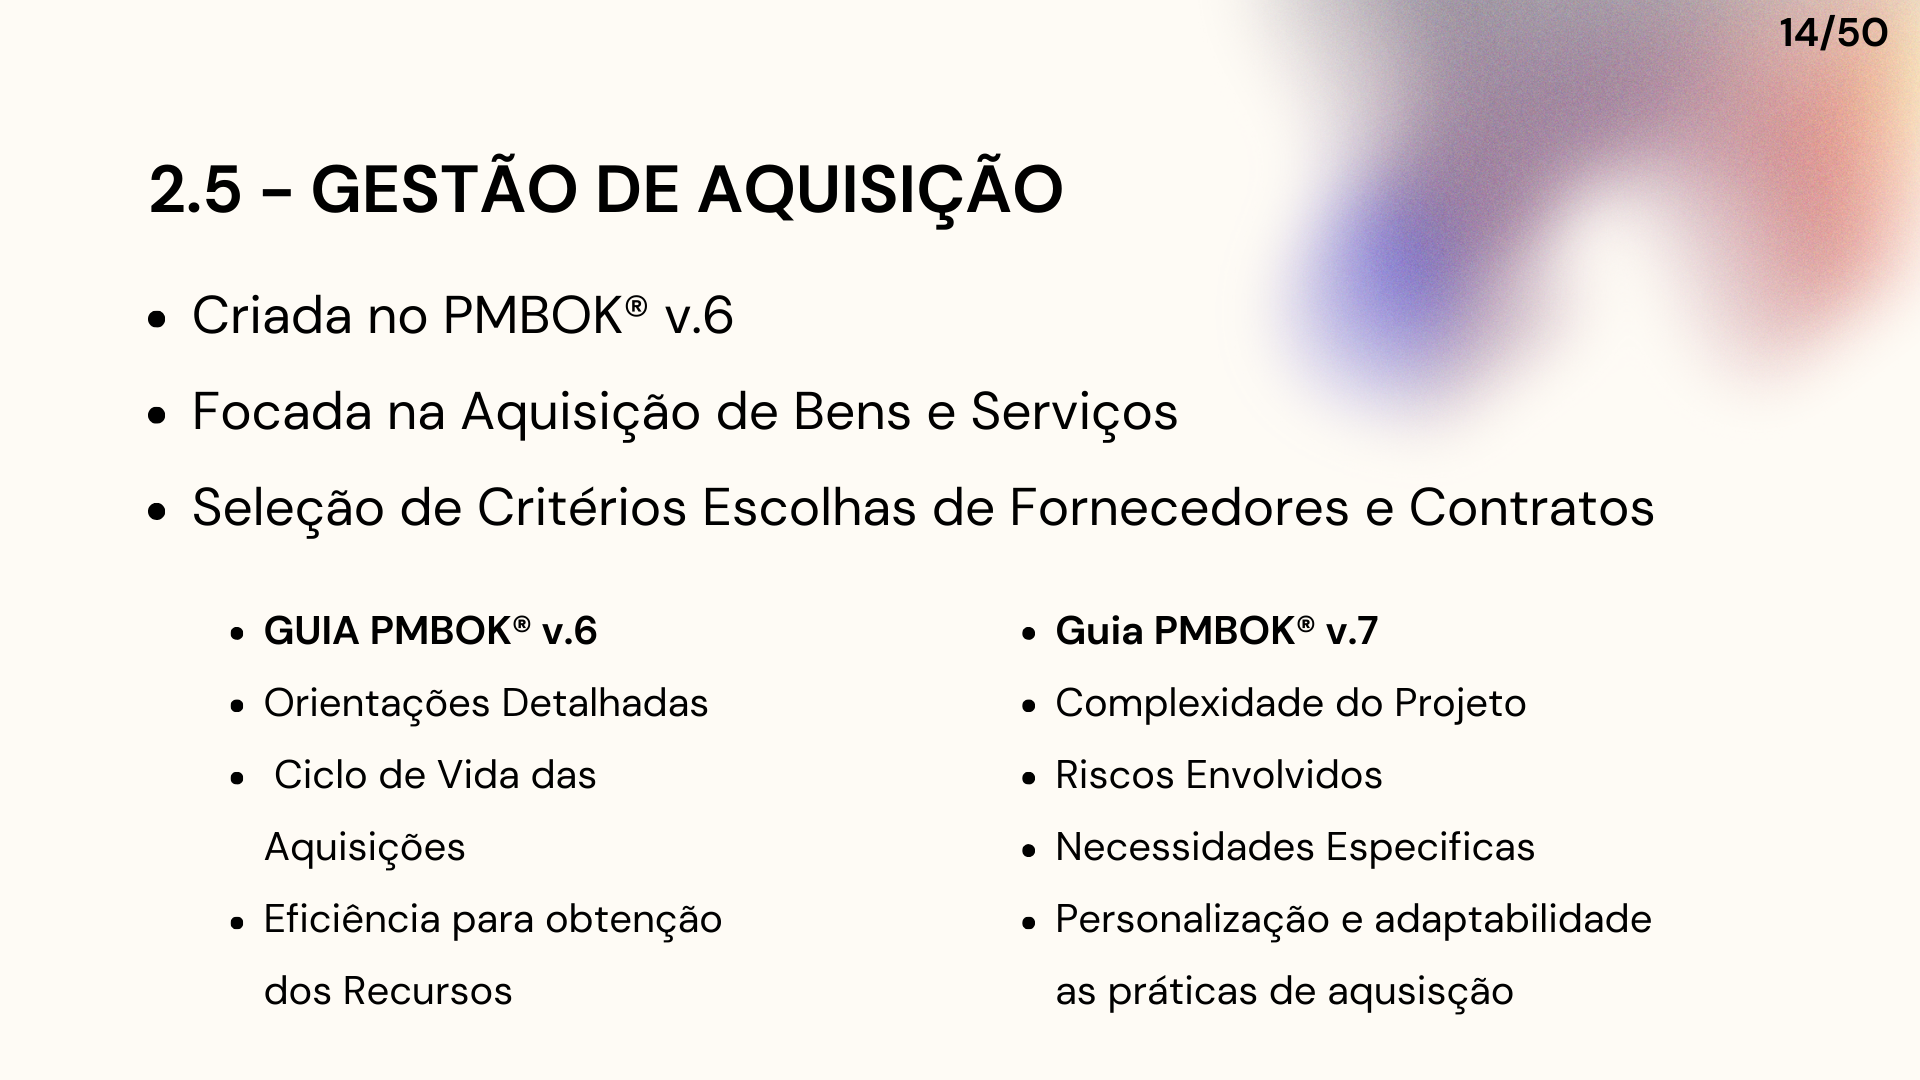 14/50
2.5 - GESTÃO DE AQUISIÇÃO
• Criada no PMBOK® v.6
• Focada na Aquisição de Bens e Serviços
• Seleção de Critérios Escolhas de Fornecedores e Contratos
• GUIA PMBOK® v.6
• Orientações Detalhadas
• Ciclo de Vida das
Aquisições
• Eficiência para obtenção
dos Recursos
• Guia PMBOK® v.7
• Complexidade do Projeto
• Riscos Envolvidos
• Necessidades Especificas
• Personalização e adaptabilidade
as práticas de aqusisção